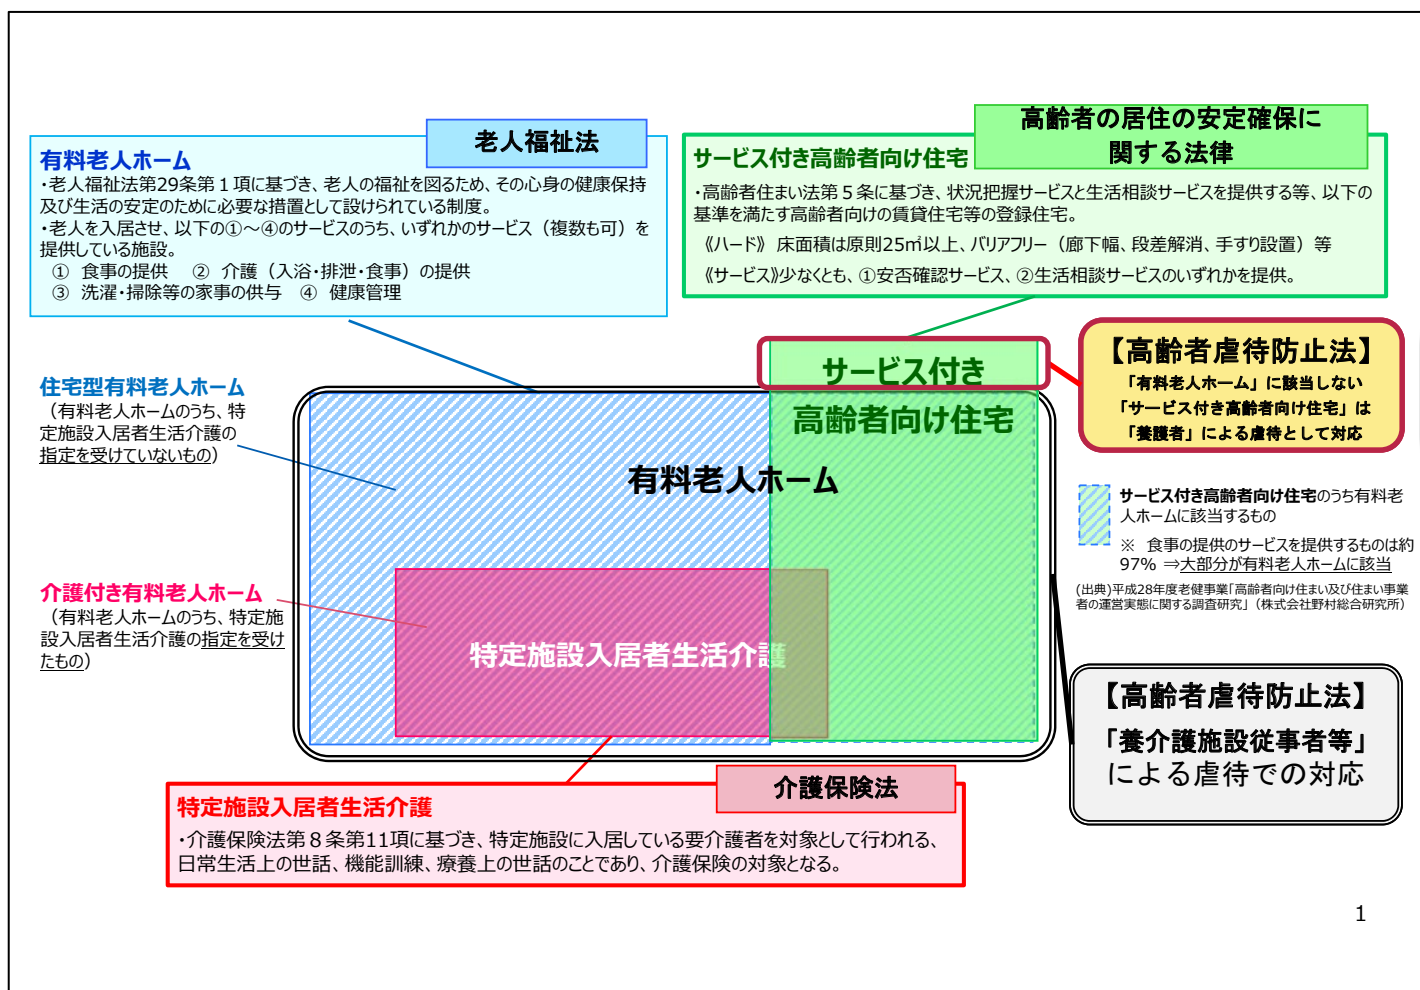 老人福祉法
有料老人ホーム
・老人福祉法第29条第１項に基づき、老人の福祉を図るため、その心身の健康保持
及び生活の安定のために必要な措置として設けられている制度。
・老人を入居させ、以下の①～④のサービスのうち、いずれかのサービス（複数も可）を
提供している施設。
① 食事の提供　② 介護（入浴・排泄・食事）の提供
③ 洗濯・掃除等の家事の供与　④ 健康管理
高齢者の居住の安定確保に
関する法律
サービス付き高齢者向け住宅
・高齢者住まい法第５条に基づき、状況把握サービスと生活相談サービスを提供する等、以下の
基準を満たす高齢者向けの賃貸住宅等の登録住宅。
《ハード》 床面積は原則25㎡以上、バリアフリー（廊下幅、段差解消、手すり設置）等
《サービス》少なくとも、①安否確認サービス、②生活相談サービスのいずれかを提供。
住宅型有料老人ホーム
（有料老人ホームのうち、特
定施設入居者生活介護の
指定を受けていないもの）
介護付き有料老人ホーム
（有料老人ホームのうち、特定施
設入居者生活介護の指定を受け
たもの）
サービス付き
高齢者向け住宅
有料老人ホーム
特定施設入居者生活介護
【高齢者虐待防止法】
「有料老人ホーム」に該当しない
「サービス付き高齢者向け住宅」は
「養護者」による虐待として対応
サービス付き高齢者向け住宅のうち有料老
人ホームに該当するもの
※　食事の提供のサービスを提供するものは約
97% ⇒大部分が有料老人ホームに該当
(出典)平成28年度老健事業「高齢者向け住まい及び住まい事業
者の運営実態に関する調査研究」（株式会社野村総合研究所）
【高齢者虐待防止法】
「養介護施設従事者等」
による虐待での対応
介護保険法
特定施設入居者生活介護
・介護保険法第８条第11項に基づき、特定施設に入居している要介護者を対象として行われる、
日常生活上の世話、機能訓練、療養上の世話のことであり、介護保険の対象となる。
1